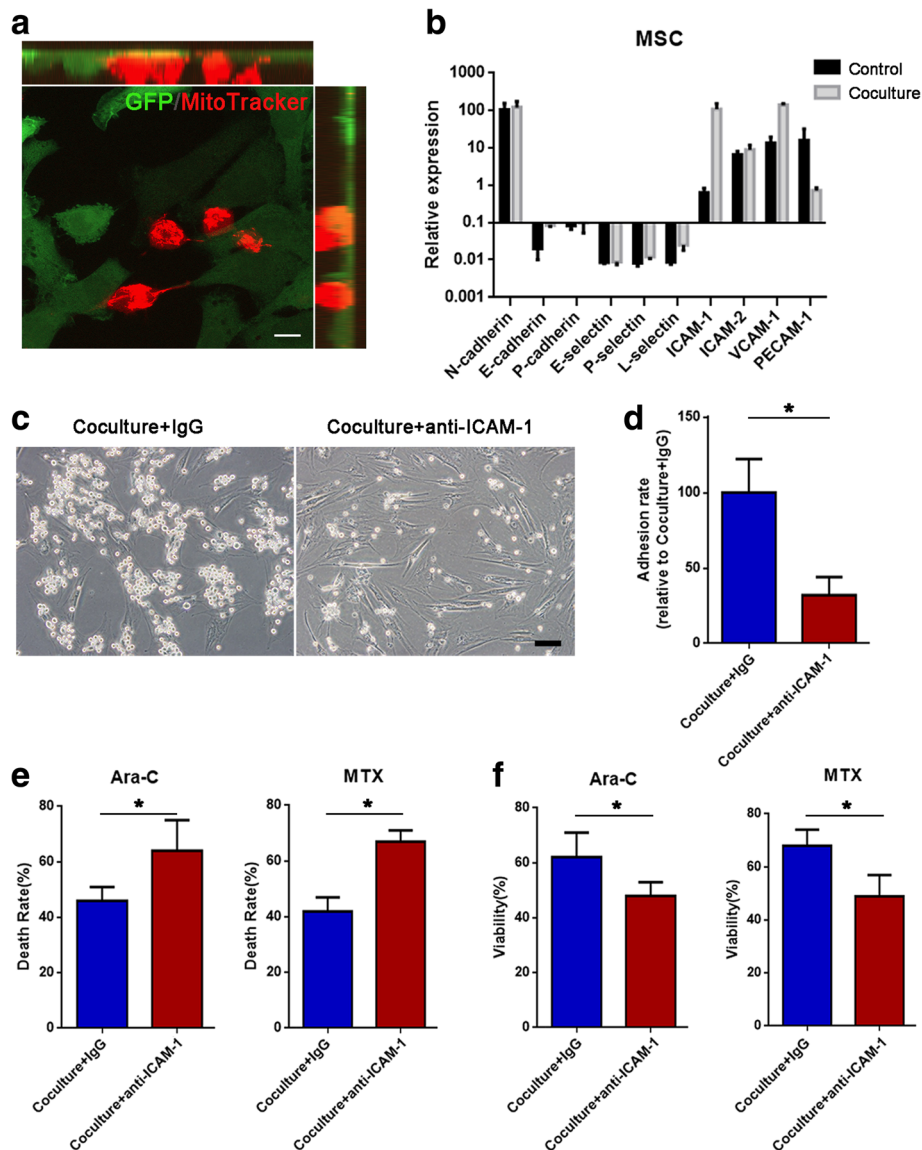 a
GFP/MitoTracker
b
MSC
Control
Coculture
Relative expression
1000
100
10
1
0.1
0.01
0.001
N-cadherin
E-cadherin
P-cadherin
E-selectin
P-selectin
L-selectin
ICAM-1
ICAM-2
VCAM-1
PECAM-1
c
Coculture+IgG
Coculture+anti-ICAM-1
d
Adhesion rate
(relative to Coculture+IgG)
150
100
50
0
*
Coculture+IgG
Coculture+anti-ICAM-1
e
Ara-C
Death Rate(%)
80
60
40
20
0
*
Coculture+IgG
Coculture+anti-ICAM-1
MTX
Death Rate(%)
80
60
40
20
0
*
Coculture+IgG
Coculture+anti-ICAM-1
f
Ara-C
Viability(%)
80
60
40
20
0
*
Coculture+IgG
Coculture+anti-ICAM-1
MTX
Viability(%)
80
60
40
20
0
*
Coculture+IgG
Coculture+anti-ICAM-1